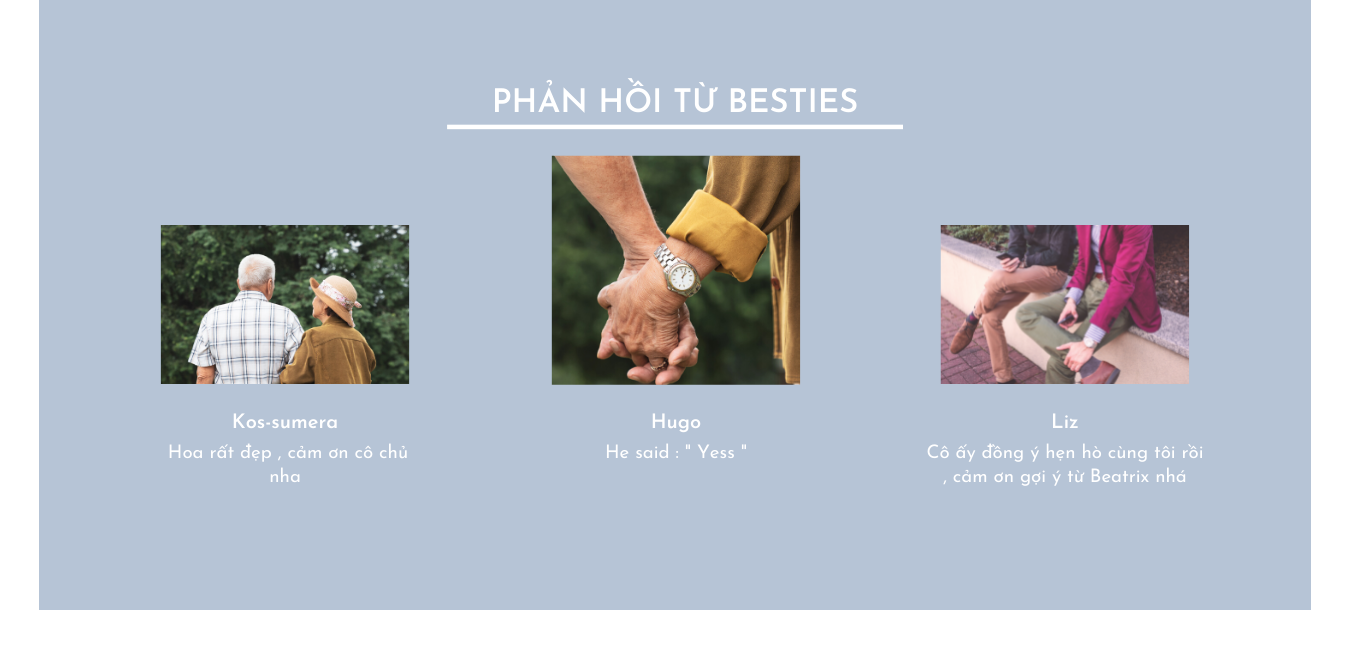 PHẢN HỒI TỪ BESTIES
Kos-sumera
Hoa rất đẹp , cảm ơn cô chủ
nha
Hugo
He said : " Yess "
Liz
Cô ấy đồng ý hẹn hò cùng tôi rồi
, cảm ơn gợi ý từ Beatrix nhá